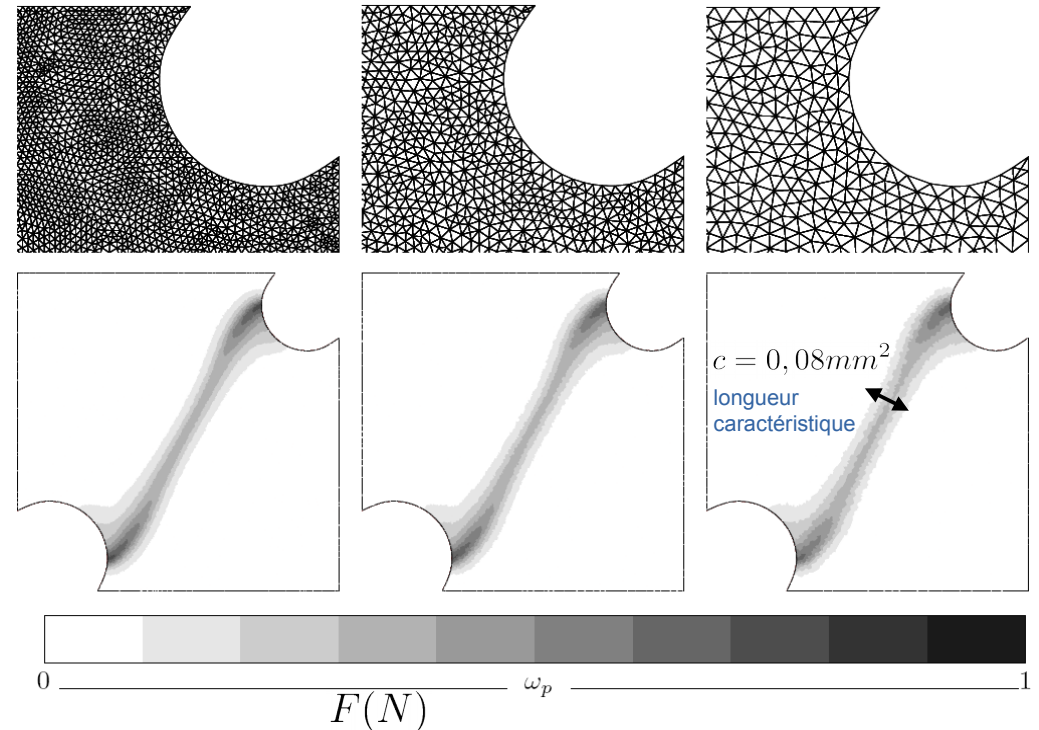 c = 0, 08mm²
longueur
caractéristique
0 ω_p 1
F(N)